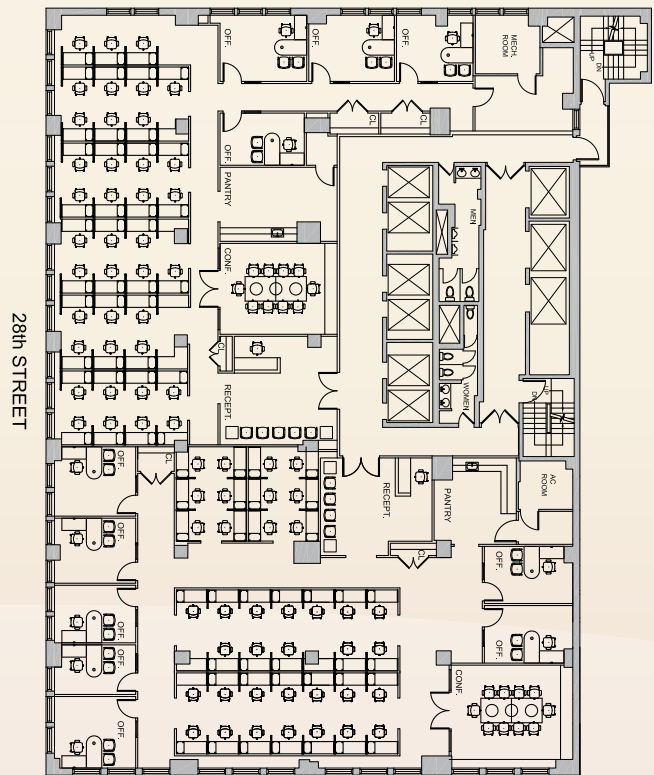 OFF.
OFF.
OFF.
MECH.
ROOM
UP
DN
CL
CL
OFF.
PANTRY
MEN
CONF.
28th STREET
CL
RECEPT.
WOMEN
UP
DN
OFF.
CL
RECEPT.
PANTRY
AC
ROOM
OFF.
CL
OFF.
OFF.
OFF.
OFF.
CONF.
OFF.